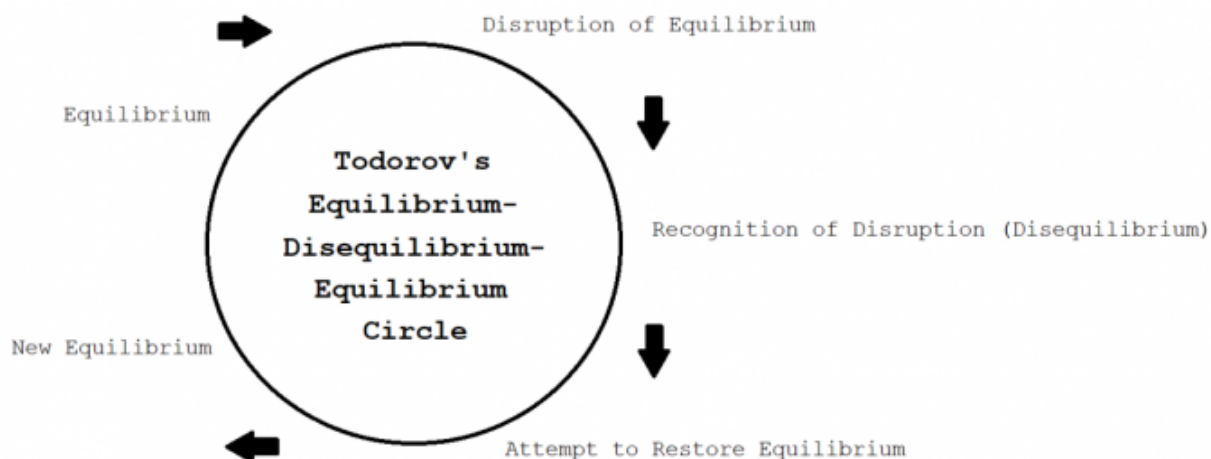 Disruption of Equilibrium
Equilibrium
Todorov's
Equilibrium-
Disequilibrium-
Equilibrium
Circle
Recognition of Disruption (Disequilibrium)
New Equilibrium
Attempt to Restore Equilibrium